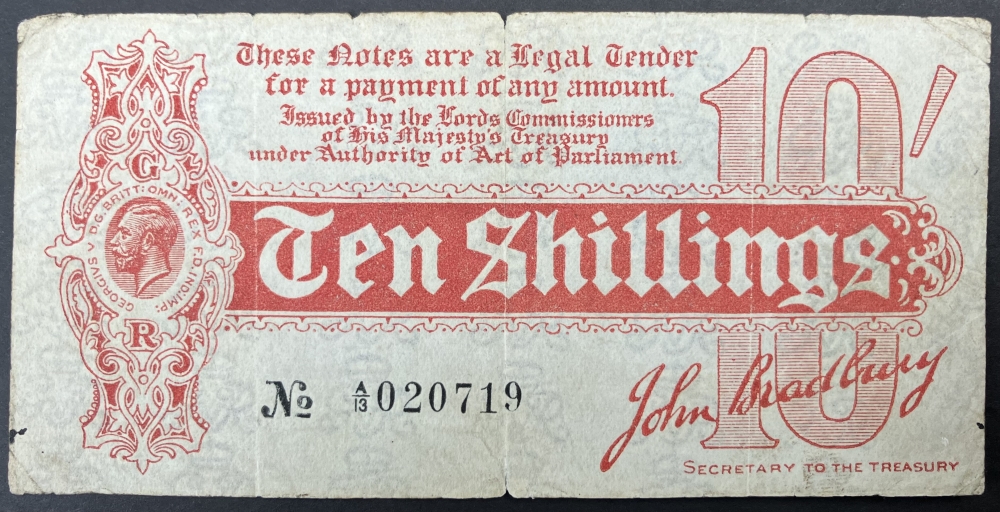 These Notes are a Legal Tender
for a payment of any amount.
Issued by the Lords Commissioners
of His Majesty's Treasury
under Authority of Act of Parliament.
10/
G
GEORGIVS V D.G. BRITT: OMN: REX F.D. IND: IMP:
R
Ten Shillings
No A/13 020719
10
John Bradbury
SECRETARY TO THE TREASURY